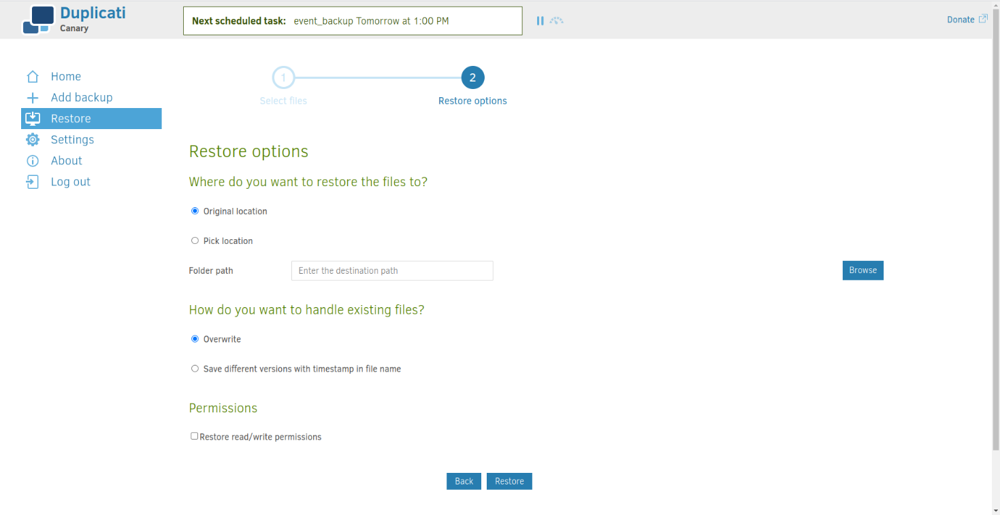 Duplicati
Canary
Next scheduled task: event_backup Tomorrow at 1:00 PM
Donate
Home
Add backup
Restore
Settings
About
Log out
1
2
Select files
Restore options
Restore options
Where do you want to restore the files to?
Original location
Pick location
Folder path
Enter the destination path
Browse
How do you want to handle existing files?
Overwrite
Save different versions with timestamp in file name
Permissions
Restore read/write permissions
Back
Restore